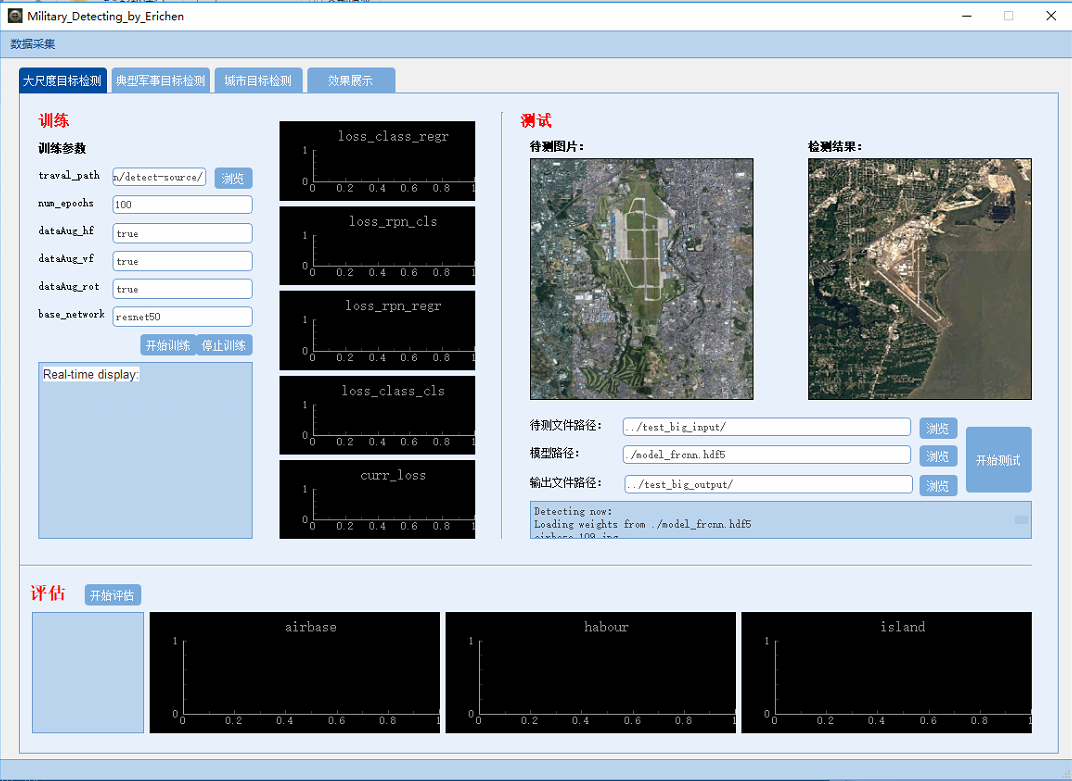 Military_Detecting_by_Erichen
数据采集
大尺度目标检测
典型军事目标检测
城市目标检测
效果展示
训练
训练参数
traval_path
n/detect-source/
浏览
num_epochs
100
dataAug_hf
true
dataAug_vf
true
dataAug_rot
true
base_network
resnet50
开始训练
停止训练
Real-time display:
loss_class_regr
1
0
0 0.2 0.4 0.6 0.8 1
loss_rpn_cls
1
0
0 0.2 0.4 0.6 0.8 1
loss_rpn_regr
1
0
0 0.2 0.4 0.6 0.8 1
loss_class_cls
1
0
0 0.2 0.4 0.6 0.8 1
curr_loss
1
0
0 0.2 0.4 0.6 0.8 1
测试
待测图片:
检测结果:
待测文件路径:
../test_big_input/
浏览
模型路径:
./model_frcnn.hdf5
浏览
输出文件路径:
../test_big_output/
浏览
开始测试
Detecting now:
Loading weights from ./model_frcnn.hdf5
airbase_109.jpg
评估
开始评估
airbase
1
0
0 0.2 0.4 0.6 0.8 1
habour
1
0
0 0.2 0.4 0.6 0.8 1
island
1
0
0 0.2 0.4 0.6 0.8 1